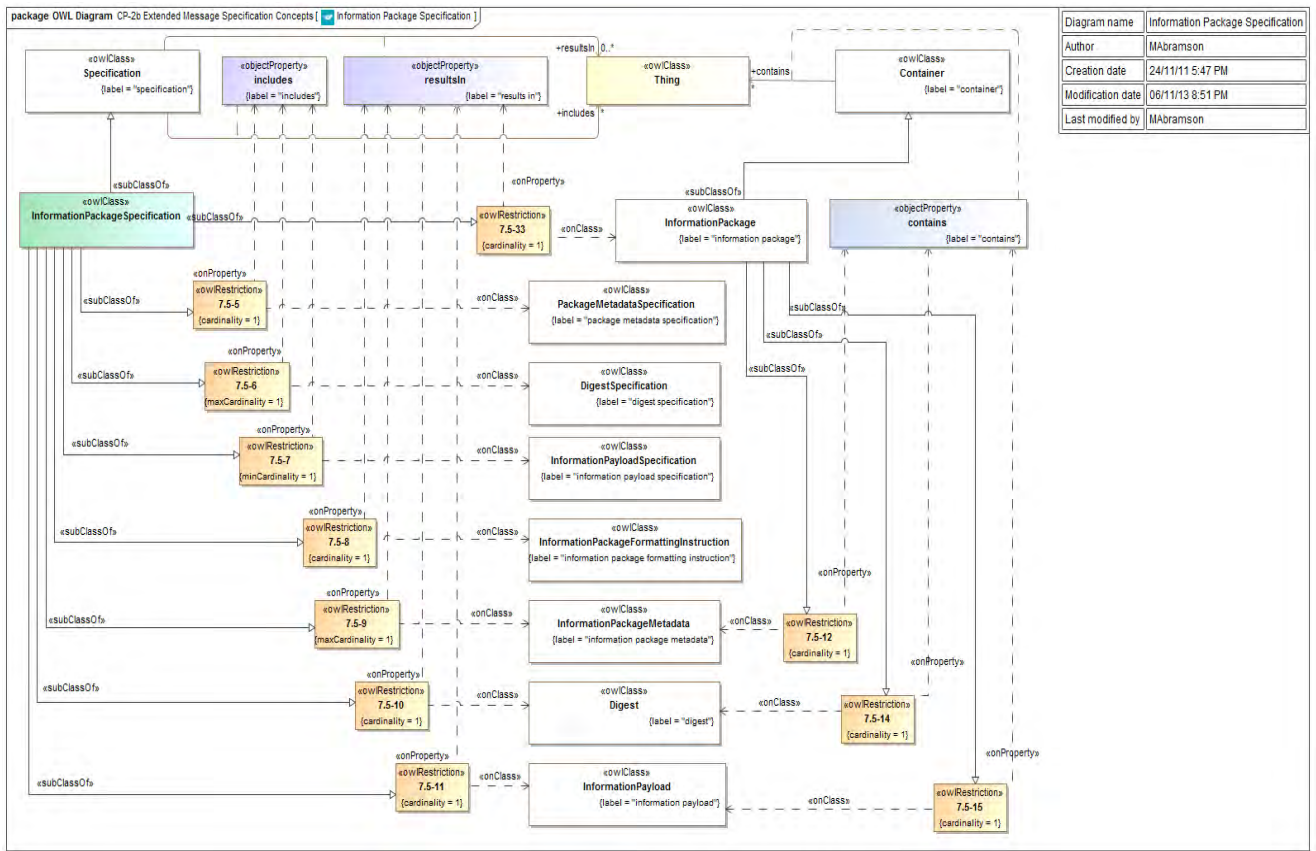 package OWL Diagram CP-2b Extended Message Specification Concepts [ Information Package Specification ]
Diagram name Information Package Specification
Author MAbramson
Creation date 24/11/11 5:47 PM
Modification date 06/11/13 8:51 PM
Last modified by MAbramson
«owlClass»
Specification
{label = "specification"}
«objectProperty»
includes
{label = "includes"}
«objectProperty»
resultsIn
{label = "results in"}
+resultsIn 0..*
+includes *
«owlClass»
Thing
+contains
*
«owlClass»
Container
{label = "container"}
«subClassOf»
«owlClass»
InformationPackageSpecification
«subClassOf»
«onProperty»
«owlRestriction»
7.5-33
{cardinality = 1}
«onClass»
«subClassOf»
«owlClass»
InformationPackage
{label = "information package"}
«objectProperty»
contains
{label = "contains"}
«onProperty»
«subClassOf»
«owlRestriction»
7.5-5
{cardinality = 1}
«onClass»
«owlClass»
PackageMetadataSpecification
{label = "package metadata specification"}
«subClassOf»
«subClassOf»
«subClassOf»
«onProperty»
«subClassOf»
«owlRestriction»
7.5-6
{maxCardinality = 1}
«onClass»
«owlClass»
DigestSpecification
{label = "digest specification"}
«onProperty»
«subClassOf»
«owlRestriction»
7.5-7
{minCardinality = 1}
«onClass»
«owlClass»
InformationPayloadSpecification
{label = "information payload specification"}
«onProperty»
«subClassOf»
«owlRestriction»
7.5-8
{cardinality = 1}
«onClass»
«owlClass»
InformationPackageFormattingInstruction
{label = "information package formatting instruction"}
«onProperty»
«subClassOf»
«owlRestriction»
7.5-9
{maxCardinality = 1}
«onClass»
«owlClass»
InformationPackageMetadata
{label = "information package metadata"}
«onClass»
«onProperty»
«owlRestriction»
7.5-12
{cardinality = 1}
«onProperty»
«subClassOf»
«owlRestriction»
7.5-10
{cardinality = 1}
«onClass»
«owlClass»
Digest
{label = "digest"}
«onClass»
«onProperty»
«owlRestriction»
7.5-14
{cardinality = 1}
«onProperty»
«subClassOf»
«owlRestriction»
7.5-11
{cardinality = 1}
«onClass»
«owlClass»
InformationPayload
{label = "information payload"}
«onClass»
«onProperty»
«owlRestriction»
7.5-15
{cardinality = 1}